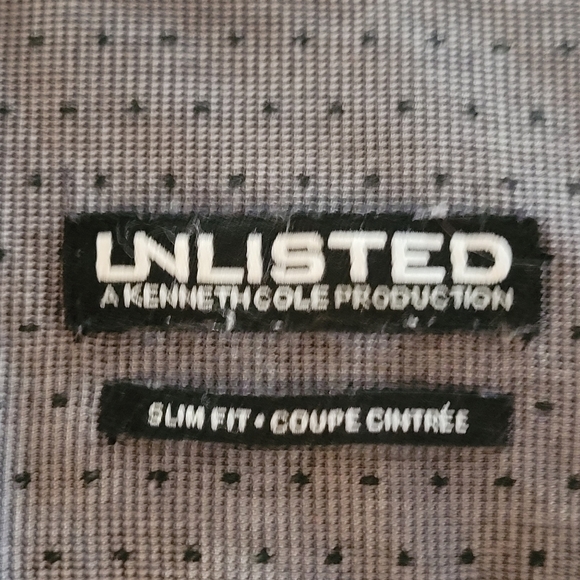 UNLISTED
A KENNETH COLE PRODUCTION
SLIM FIT • COUPE CINTRÉE